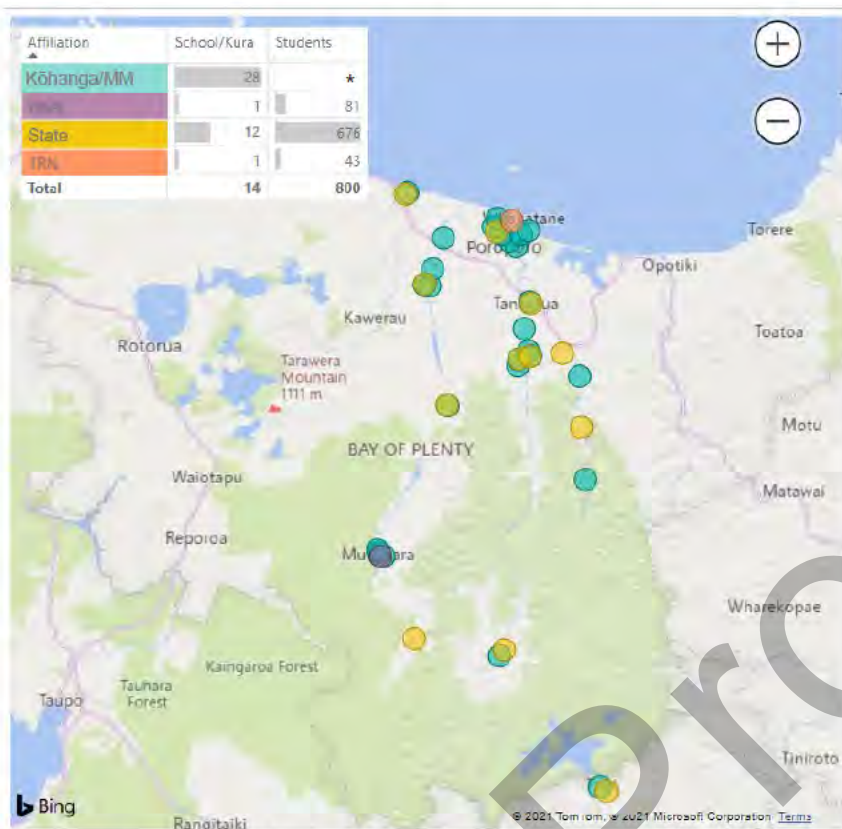 Affiliation School/Kura Students
Kōhanga/MM 28 *
1 81
State 12 676
TRN 1 43
Total 14 800
+
−
Torere
Opotiki
Kawerau
Toatoa
Rotorua
Tarawera
Mountain
1111 m
Motu
BAY OF PLENTY
Waiotapu
Matawai
Reporoa
Wharekopae
Kaingaroa Forest
Tauhara
Forest
Taupo
Tiniroto
Bing
© 2021 TomTom, © 2021 Microsoft Corporation Terms
Rangitaiki
Pro